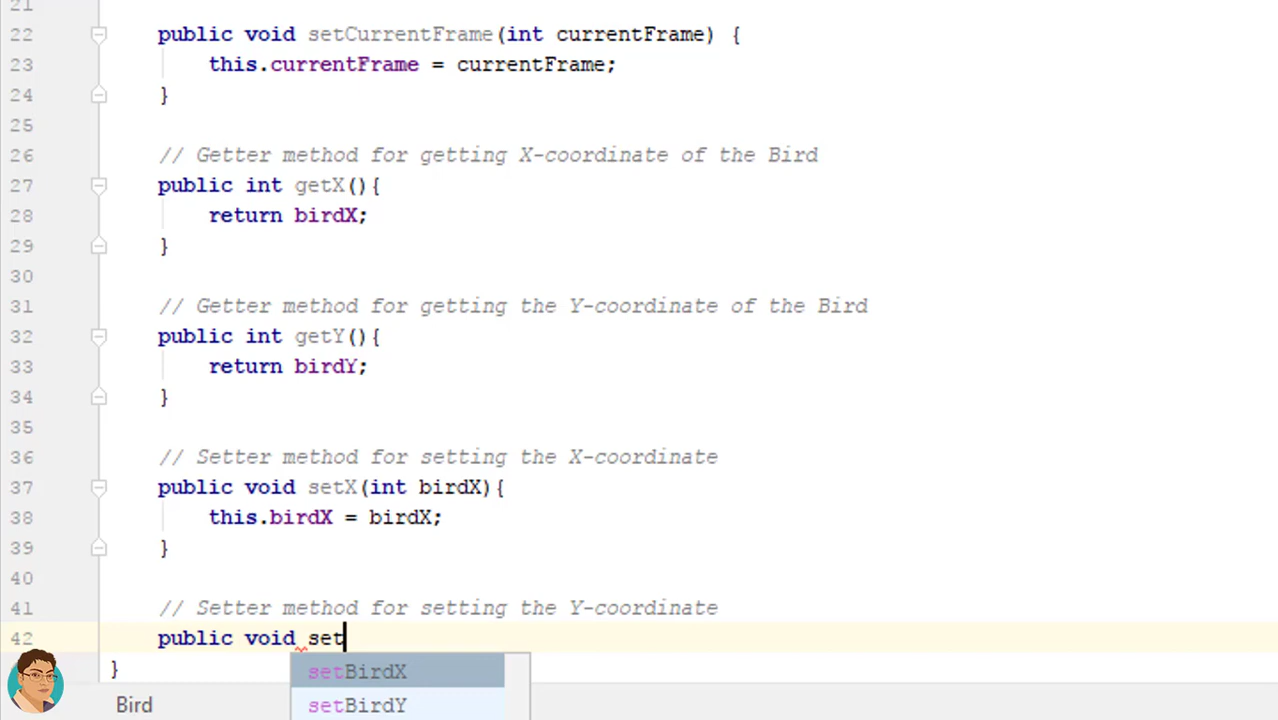 21
22 public void setCurrentFrame(int currentFrame) {
23 this.currentFrame = currentFrame;
24 }
25
26 // Getter method for getting X-coordinate of the Bird
27 public int getX(){
28 return birdX;
29 }
30
31 // Getter method for getting the Y-coordinate of the Bird
32 public int getY(){
33 return birdY;
34 }
35
36 // Setter method for setting the X-coordinate
37 public void setX(int birdX){
38 this.birdX = birdX;
39 }
40
41 // Setter method for setting the Y-coordinate
42 public void set
}
setBirdX
setBirdY
Bird